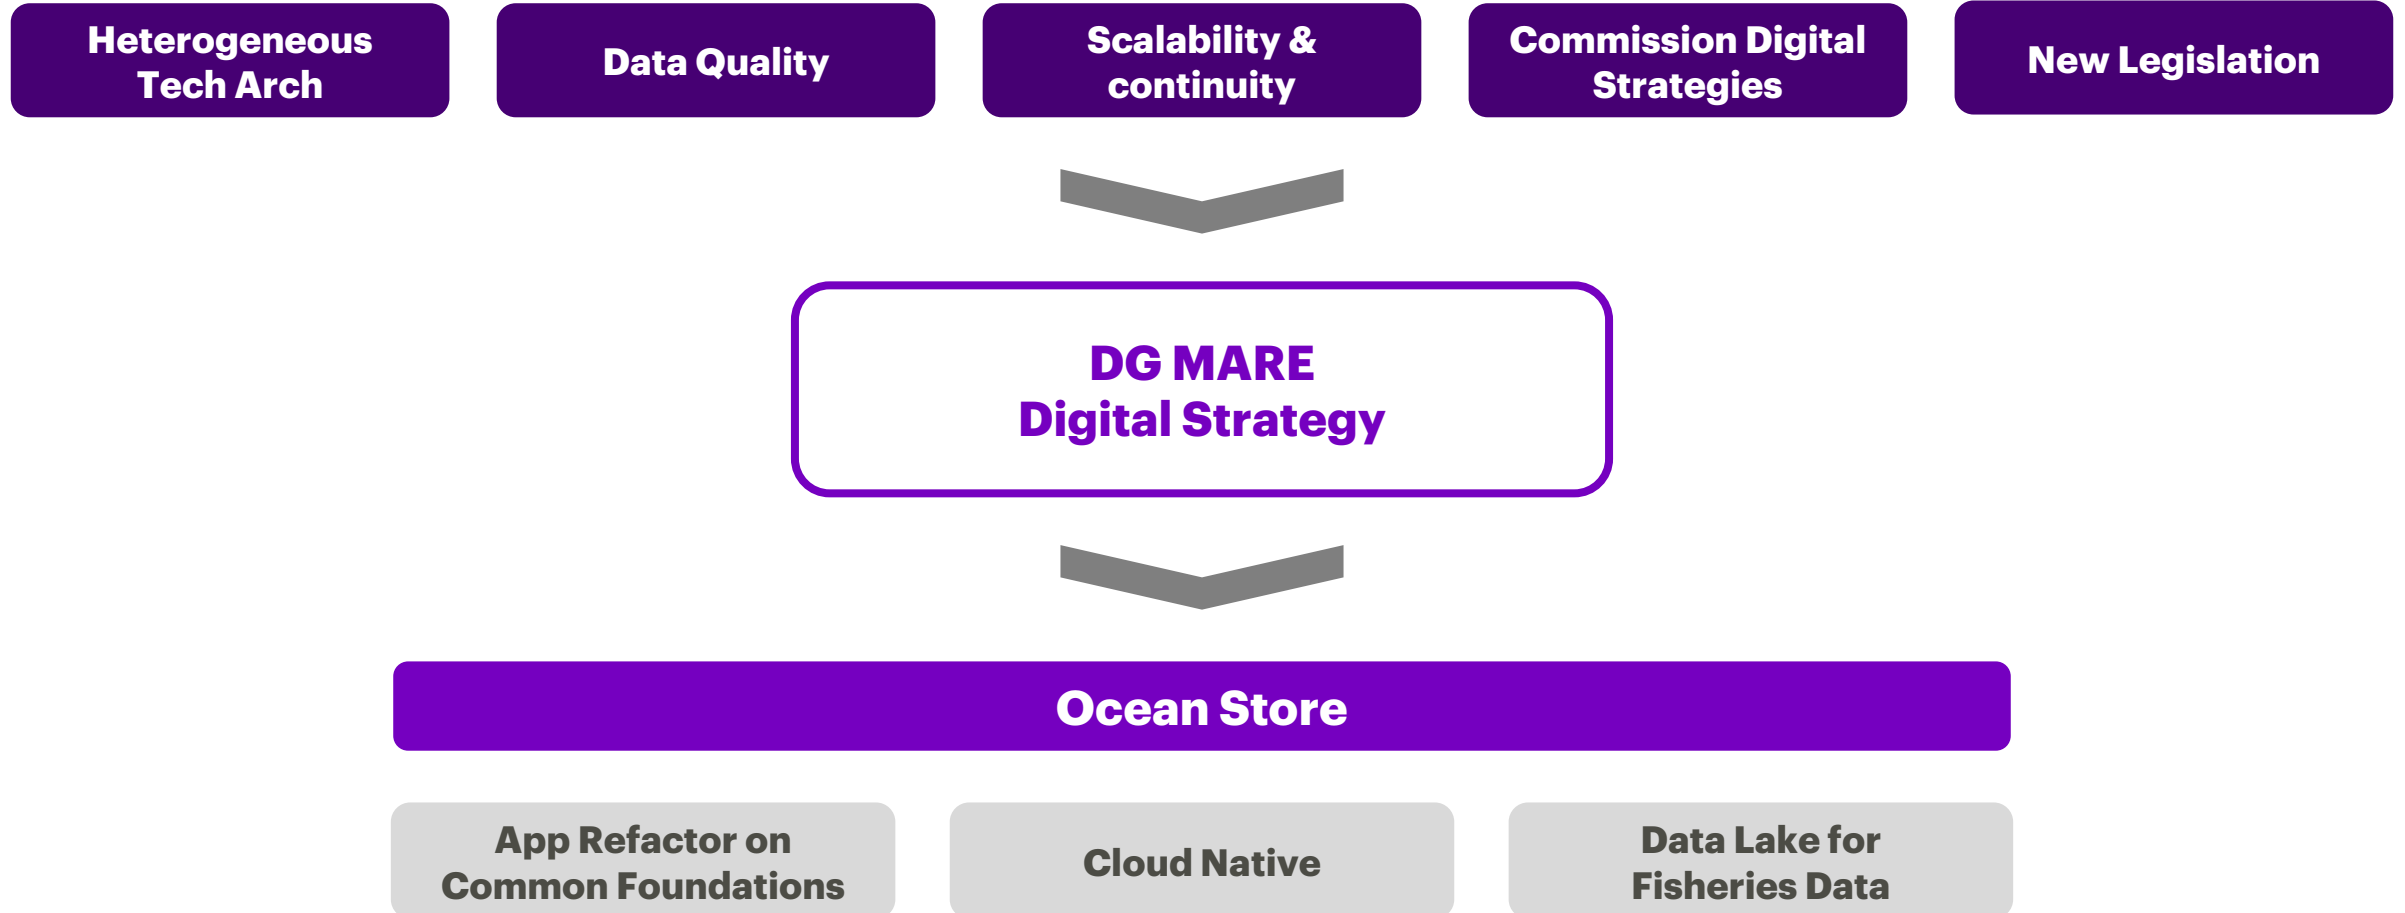 Heterogeneous
Tech Arch
Data Quality
Scalability &
continuity
Commission Digital
Strategies
New Legislation
DG MARE
Digital Strategy
Ocean Store
App Refactor on
Common Foundations
Cloud Native
Data Lake for
Fisheries Data